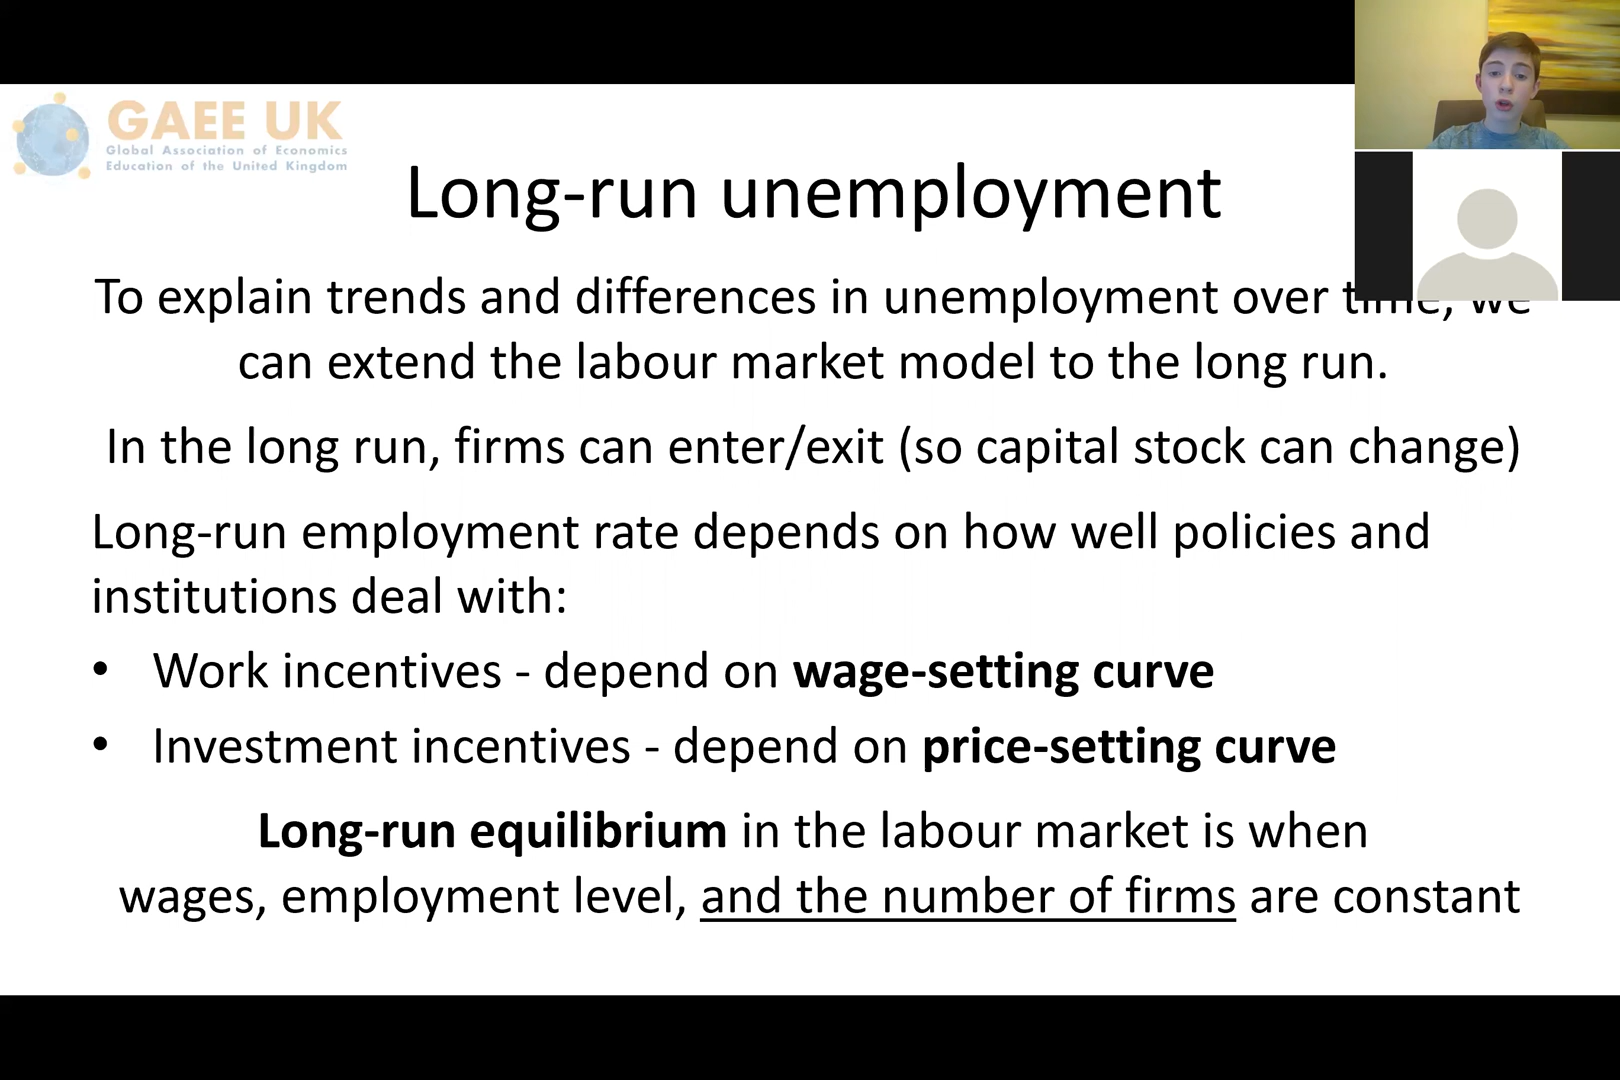 GAEE UK
Global Association of Economics
Education of the United Kingdom
Long-run unemployment
To explain trends and differences in unemployment over time, we
can extend the labour market model to the long run.
In the long run, firms can enter/exit (so capital stock can change)
Long-run employment rate depends on how well policies and
institutions deal with:
• Work incentives - depend on wage-setting curve
• Investment incentives - depend on price-setting curve
Long-run equilibrium in the labour market is when
wages, employment level, and the number of firms are constant